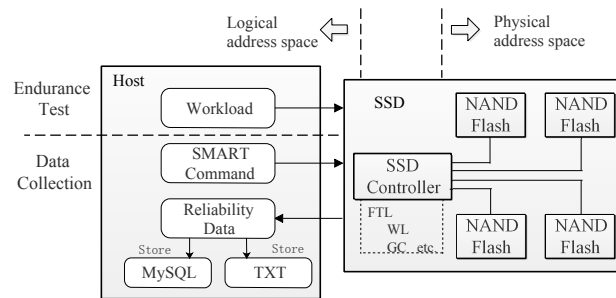 Logical
address space
Physical
address space
Endurance
Test
Host
Workload
SSD
NAND
Flash
NAND
Flash
Data
Collection
SMART
Command
SSD
Controller
Reliability
Data
FTL
WL
GC etc.
NAND
Flash
NAND
Flash
Store
Store
MySQL
TXT